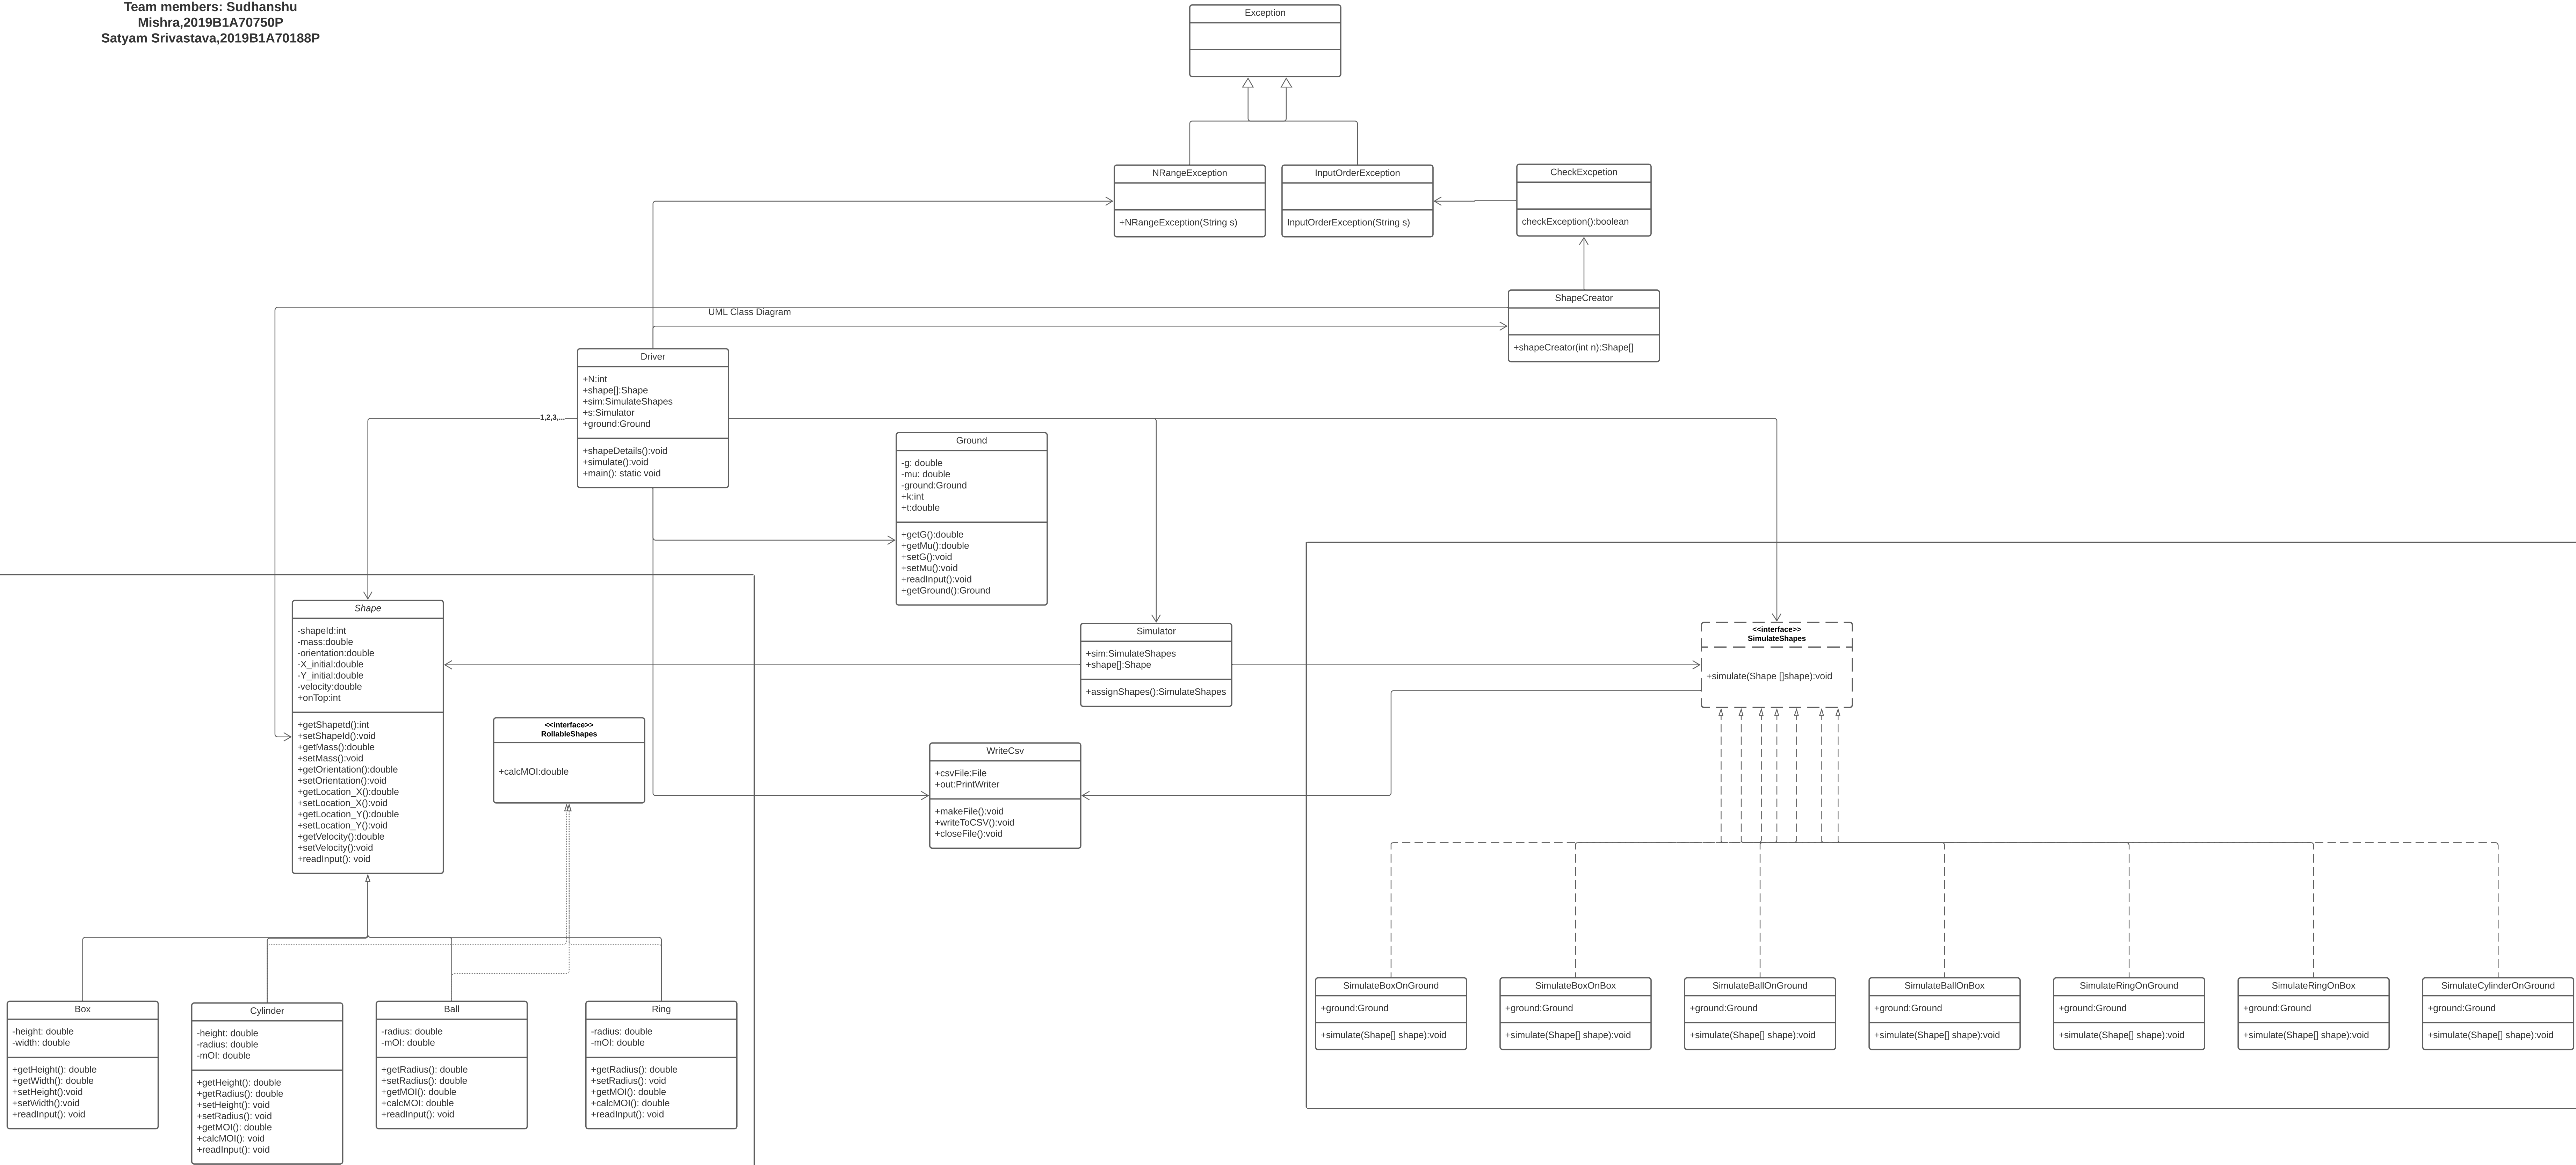 Team members: Sudhanshu
Mishra,2019B1A70750P
Satyam Srivastava,2019B1A70188P
Exception
NRangeException
+NRangeException(String s)
InputOrderException
InputOrderException(String s)
CheckExcpetion
checkException():boolean
ShapeCreator
+shapeCreator(int n):Shape[]
UML Class Diagram
Driver
+N:int
+shape[]:Shape
+sim:SimulateShapes
+s:Simulator
+ground:Ground
+shapeDetails():void
+simulate():void
+main(): static void
1,2,3,...
Ground
-g: double
-mu: double
-ground:Ground
+k:int
+t:double
+getG():double
+getMu():double
+setG():void
+setMu():void
+readInput():void
+getGround():Ground
Shape
-shapeId:int
-mass:double
-orientation:double
-X_initial:double
-Y_initial:double
-velocity:double
+onTop:int
+getShapetd():int
+setShapeId():void
+getMass():double
+setMass():void
+getOrientation():double
+setOrientation():void
+getLocation_X():double
+setLocation_X():void
+getLocation_Y():double
+setLocation_Y():void
+getVelocity():double
+setVelocity():void
+readInput(): void
<<interface>>
RollableShapes
+calcMOI:double
Simulator
+sim:SimulateShapes
+shape[]:Shape
+assignShapes():SimulateShapes
<<interface>>
SimulateShapes
+simulate(Shape []shape):void
WriteCsv
+csvFile:File
+out:PrintWriter
+makeFile():void
+writeToCSV():void
+closeFile():void
Box
-height: double
-width: double
+getHeight(): double
+getWidth(): double
+setHeight():void
+setWidth():void
+readInput(): void
Cylinder
-height: double
-radius: double
-mOI: double
+getHeight(): double
+getRadius(): double
+setHeight(): void
+setRadius(): void
+getMOI(): double
+calcMOI(): void
+readInput(): void
Ball
-radius: double
-mOI: double
+getRadius(): double
+setRadius(): double
+getMOI(): double
+calcMOI: double
+readInput(): void
Ring
-radius: double
-mOI: double
+getRadius(): double
+setRadius(): void
+getMOI(): double
+calcMOI(): double
+readInput(): void
SimulateBoxOnGround
+ground:Ground
+simulate(Shape[] shape):void
SimulateBoxOnBox
+ground:Ground
+simulate(Shape[] shape):void
SimulateBallOnGround
+ground:Ground
+simulate(Shape[] shape):void
SimulateBallOnBox
+ground:Ground
+simulate(Shape[] shape):void
SimulateRingOnGround
+ground:Ground
+simulate(Shape[] shape):void
SimulateRingOnBox
+ground:Ground
+simulate(Shape[] shape):void
SimulateCylinderOnGround
+ground:Ground
+simulate(Shape[] shape):void